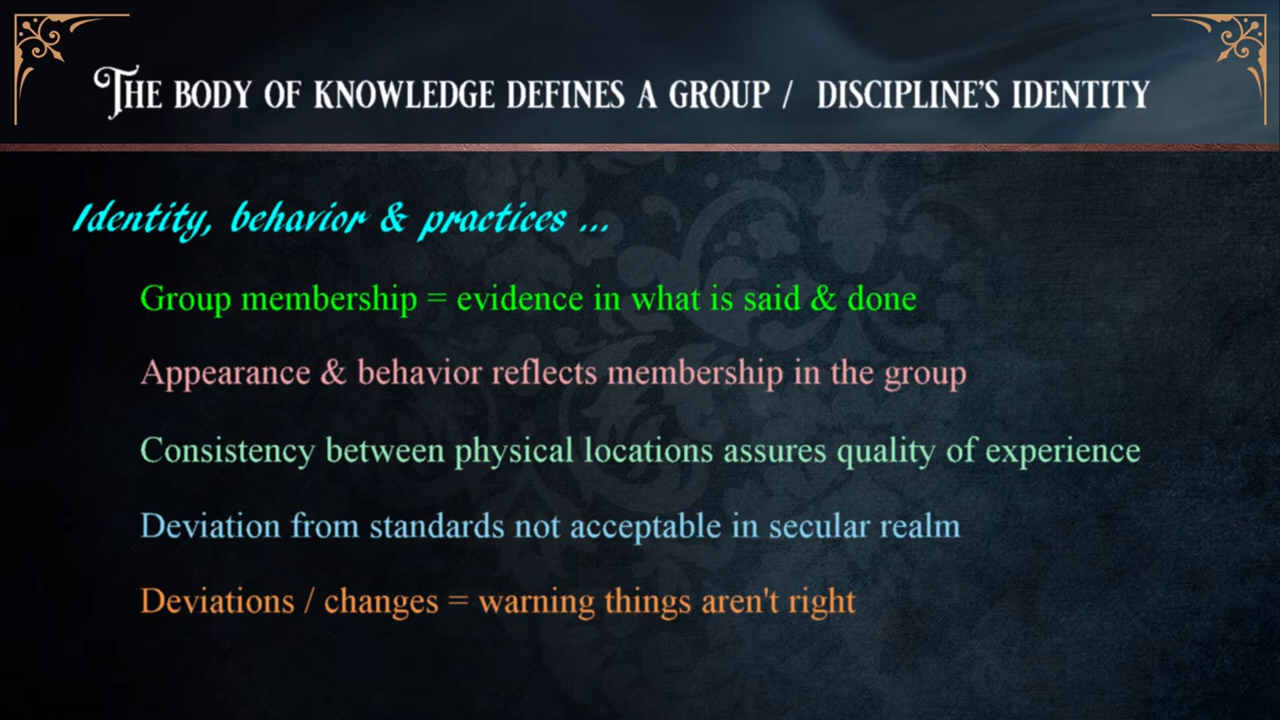 The body of knowledge defines a group / discipline's identity
Identity, behavior & practices ...
Group membership = evidence in what is said & done
Appearance & behavior reflects membership in the group
Consistency between physical locations assures quality of experience
Deviation from standards not acceptable in secular realm
Deviations / changes = warning things aren't right